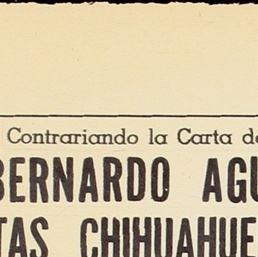 Contrariando la Carta de
BERNARDO AGU
TAS CHIHUAHUE